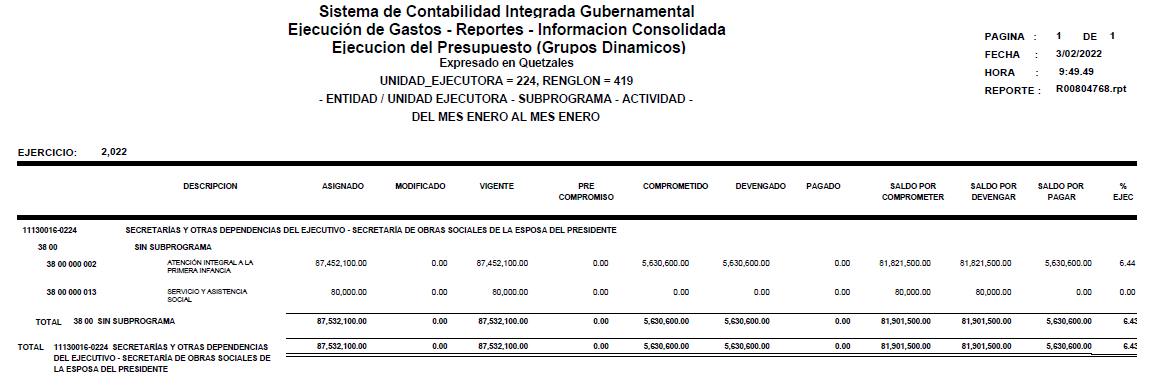 Sistema de Contabilidad Integrada Gubernamental
Ejecución de Gastos - Reportes - Informacion Consolidada
Ejecucion del Presupuesto (Grupos Dinamicos)
Expresado en Quetzales
UNIDAD_EJECUTORA = 224, RENGLON = 419
- ENTIDAD / UNIDAD EJECUTORA - SUBPROGRAMA - ACTIVIDAD -
DEL MES ENERO AL MES ENERO
PAGINA : 1 DE 1
FECHA : 3/02/2022
HORA : 9:49.49
REPORTE : R00804768.rpt
EJERCICIO: 2,022
DESCRIPCION ASIGNADO MODIFICADO VIGENTE PRE COMPROMISO COMPROMETIDO DEVENGADO PAGADO SALDO POR COMPROMETER SALDO POR DEVENGAR SALDO POR PAGAR % EJEC
11130016-0224 SECRETARÍAS Y OTRAS DEPENDENCIAS DEL EJECUTIVO - SECRETARÍA DE OBRAS SOCIALES DE LA ESPOSA DEL PRESIDENTE
38 00 SIN SUBPROGRAMA
38 00 000 002 ATENCIÓN INTEGRAL A LA PRIMERA INFANCIA 87,452,100.00 0.00 87,452,100.00 0.00 5,630,600.00 5,630,600.00 0.00 81,821,500.00 81,821,500.00 5,630,600.00 6.44
38 00 000 013 SERVICIO Y ASISTENCIA SOCIAL 80,000.00 0.00 80,000.00 0.00 0.00 0.00 0.00 80,000.00 80,000.00 0.00 0.00
TOTAL 38 00 SIN SUBPROGRAMA 87,532,100.00 0.00 87,532,100.00 0.00 5,630,600.00 5,630,600.00 0.00 81,901,500.00 81,901,500.00 5,630,600.00 6.43
TOTAL 11130016-0224 SECRETARÍAS Y OTRAS DEPENDENCIAS 87,532,100.00 0.00 87,532,100.00 0.00 5,630,600.00 5,630,600.00 0.00 81,901,500.00 81,901,500.00 5,630,600.00 6.43
DEL EJECUTIVO - SECRETARÍA DE OBRAS SOCIALES DE
LA ESPOSA DEL PRESIDENTE